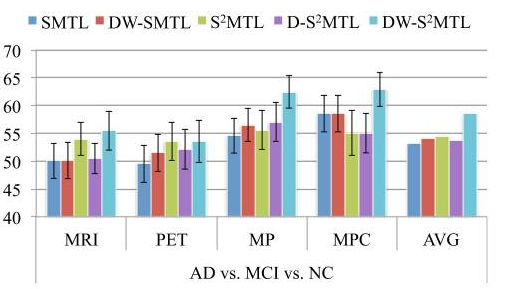 SMTL DW-SMTL S²MTL D-S²MTL DW-S²MTL
70
65
60
55
50
45
40
MRI PET MP MPC AVG
AD vs. MCI vs. NC